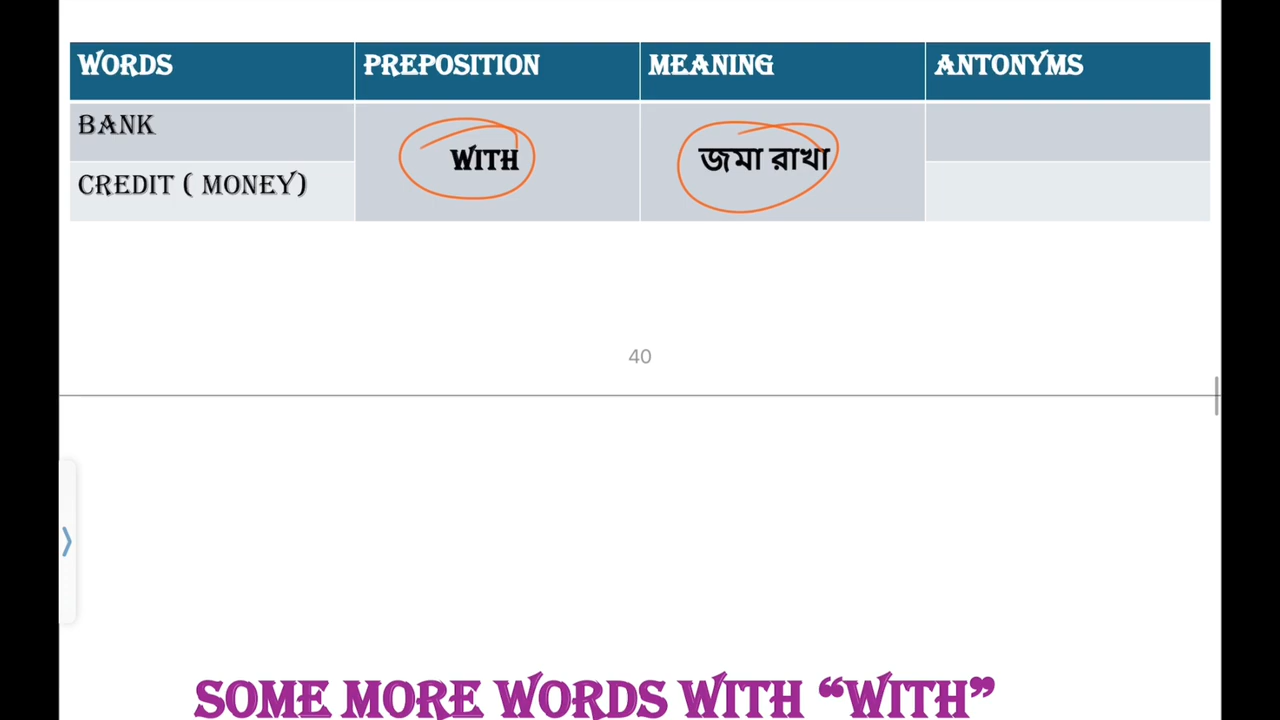 WORDS PREPOSITION MEANING ANTONYMS
BANK
WITH জমা রাখা
CREDIT ( MONEY)
40
SOME MORE WORDS WITH “WITH”